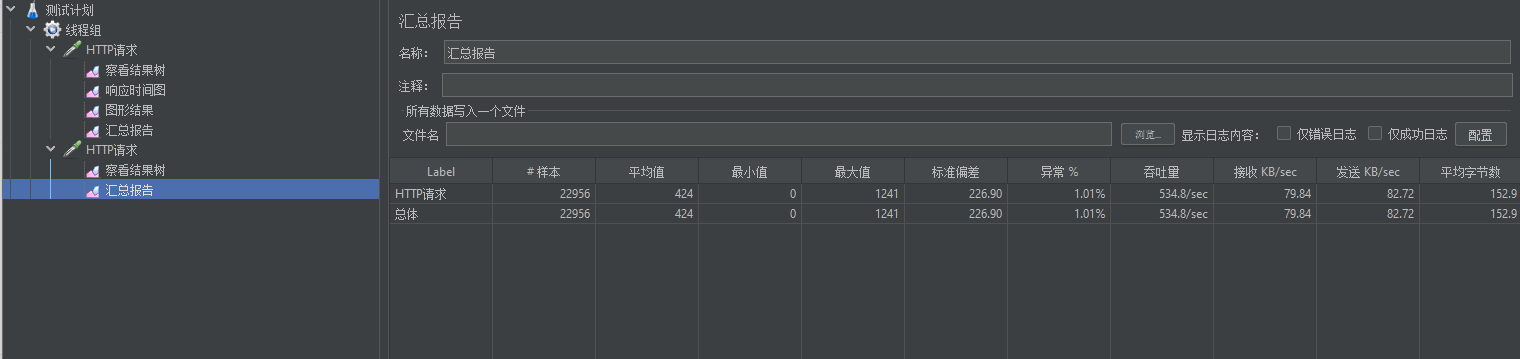 测试计划
线程组
HTTP请求
察看结果树
响应时间图
图形结果
汇总报告
HTTP请求
察看结果树
汇总报告
汇总报告
名称： 汇总报告
注释：
所有数据写入一个文件
文件名 浏览... 显示日志内容： 仅错误日志 仅成功日志 配置
Label # 样本 平均值 最小值 最大值 标准偏差 异常 % 吞吐量 接收 KB/sec 发送 KB/sec 平均字节数
HTTP请求 22956 424 0 1241 226.90 1.01% 534.8/sec 79.84 82.72 152.9
总体 22956 424 0 1241 226.90 1.01% 534.8/sec 79.84 82.72 152.9